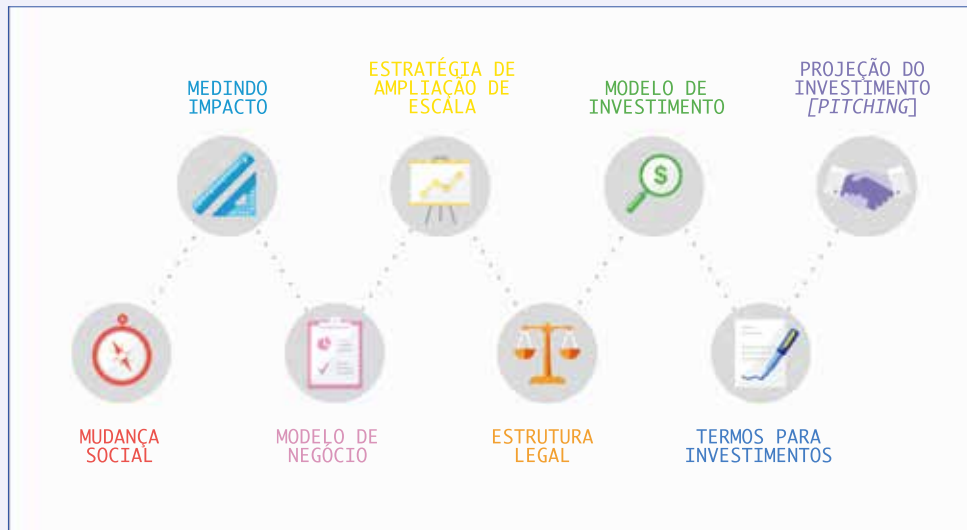 MEDINDO
IMPACTO
ESTRATÉGIA DE
AMPLIAÇÃO DE
ESCALA
MODELO DE
INVESTIMENTO
PROJEÇÃO DO
INVESTIMENTO
[PITCHING]
$
MUDANÇA
SOCIAL
MODELO DE
NEGÓCIO
ESTRUTURA
LEGAL
TERMOS PARA
INVESTIMENTOS